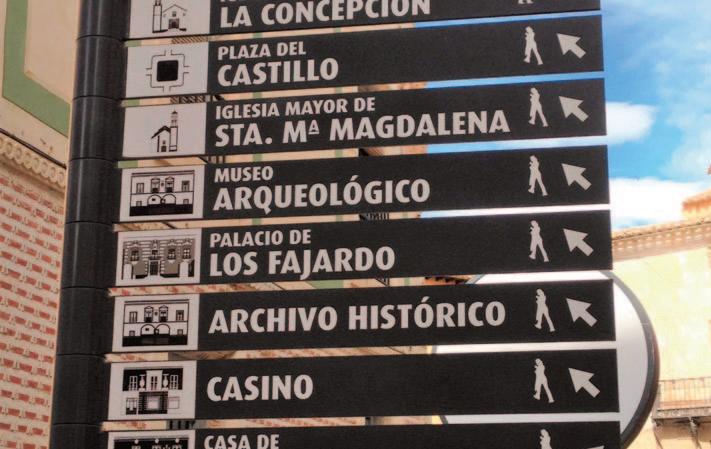 LA CONCEPCIÓN
PLAZA DEL
CASTILLO
IGLESIA MAYOR DE
STA. Mª MAGDALENA
MUSEO
ARQUEOLÓGICO
PALACIO DE
LOS FAJARDO
ARCHIVO HISTÓRICO
CASINO
CASA DE